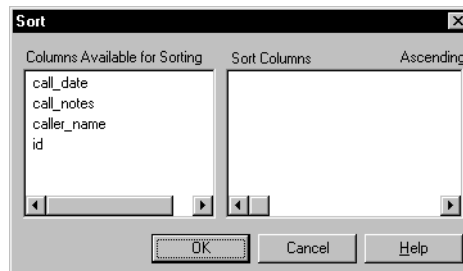 Sort
Columns Available for Sorting
Sort Columns
Ascending
call_date
call_notes
caller_name
id
OK
Cancel
Help